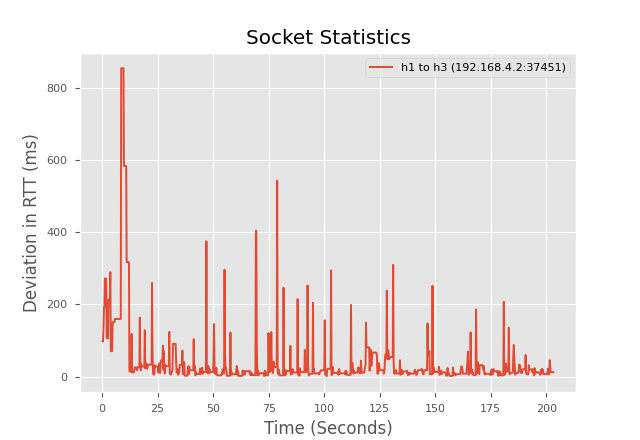 Socket Statistics
h1 to h3 (192.168.4.2:37451)
Deviation in RTT (ms)
800
600
400
200
0
0 25 50 75 100 125 150 175 200
Time (Seconds)